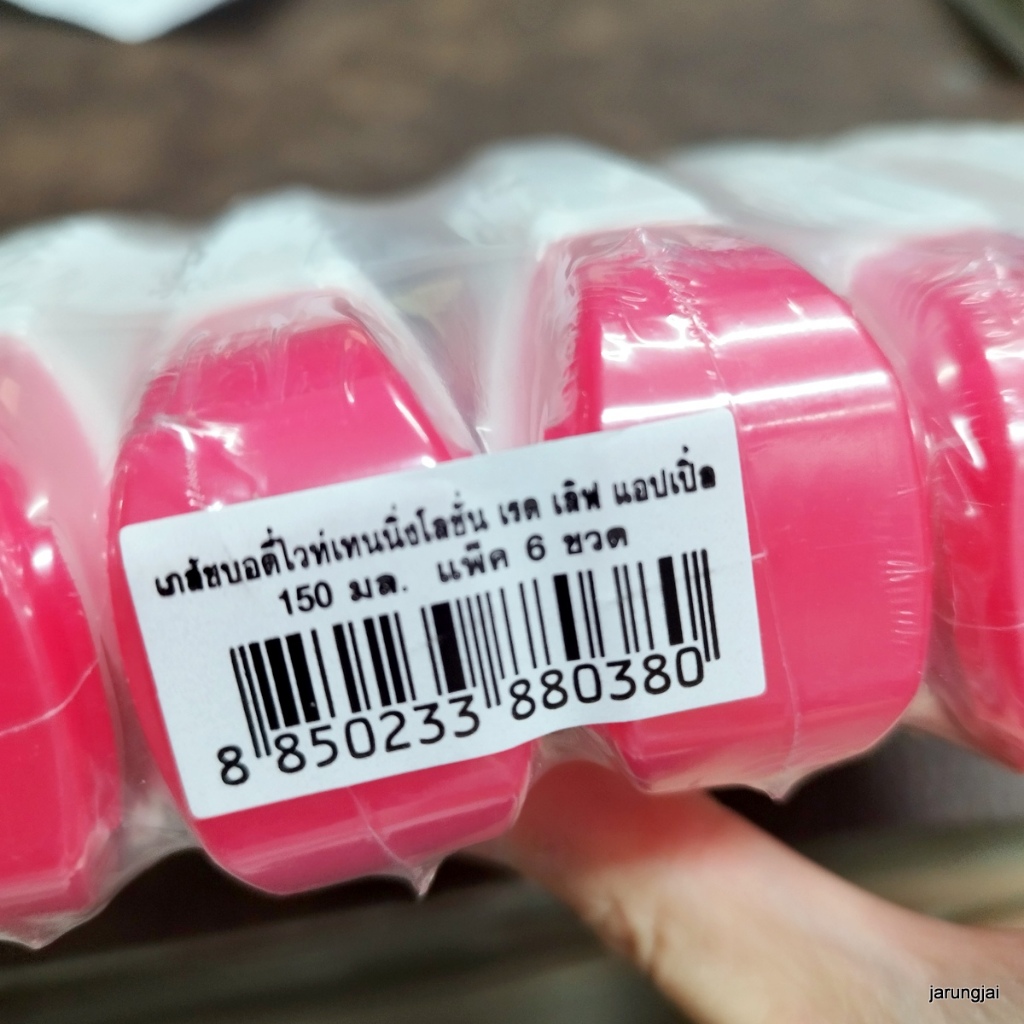 เภสัชบอดี้ไวท์เทนนิ่งโลชั่น เรด เลิฟ แอปเปิ้ล
150 มล. แพ๊ค 6 ขวด
8 850233 880380
jarungjai